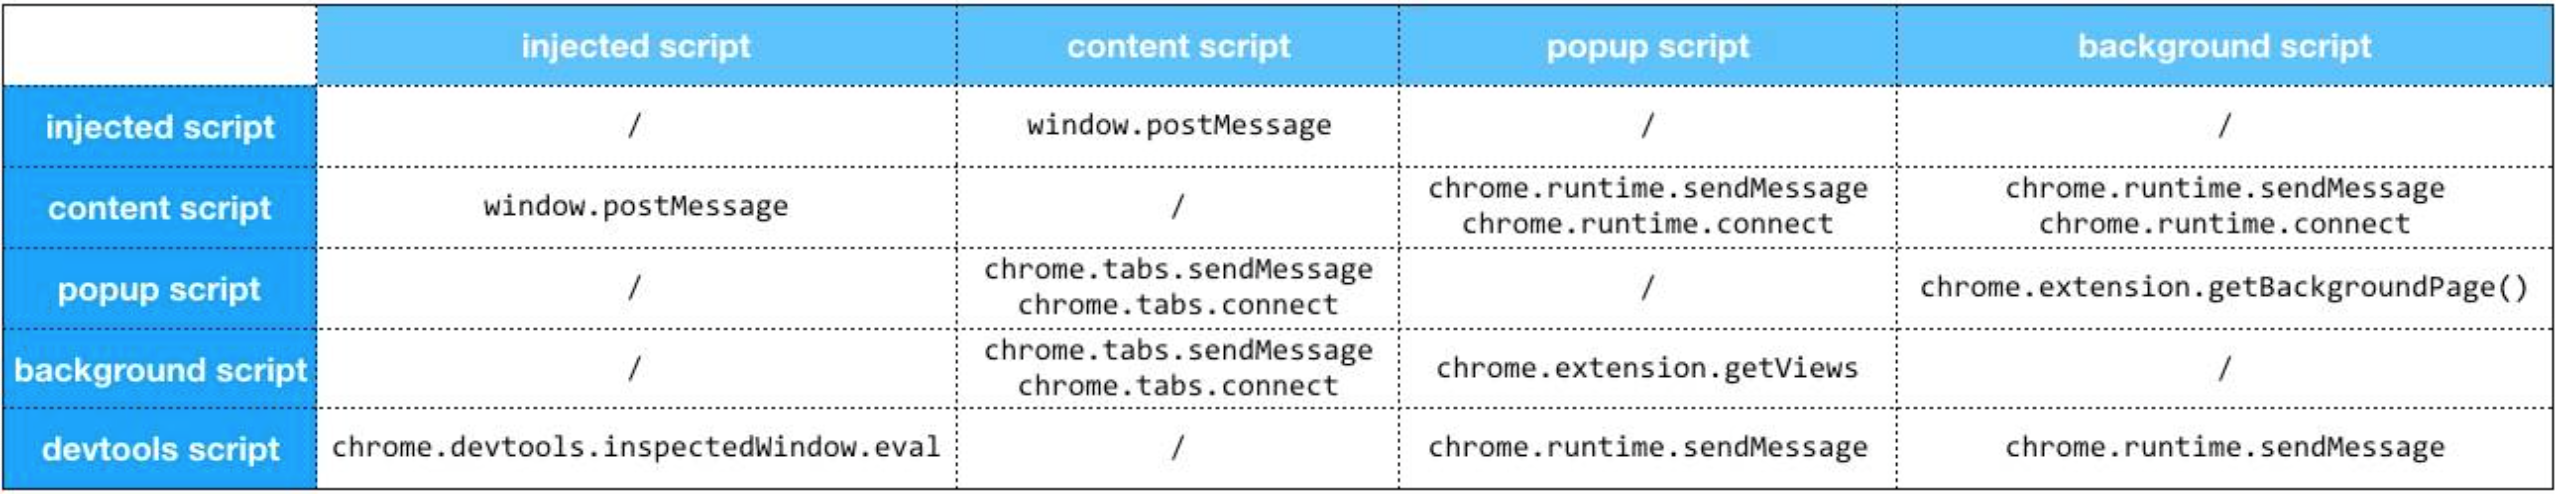 injected script content script popup script background script
injected script / window.postMessage / /
content script window.postMessage / chrome.runtime.sendMessage chrome.runtime.sendMessage
chrome.runtime.connect chrome.runtime.connect
popup script / chrome.tabs.sendMessage / chrome.extension.getBackgroundPage()
chrome.tabs.connect
background script / chrome.tabs.sendMessage chrome.extension.getViews /
chrome.tabs.connect
devtools script chrome.devtools.inspectedWindow.eval / chrome.runtime.sendMessage chrome.runtime.sendMessage